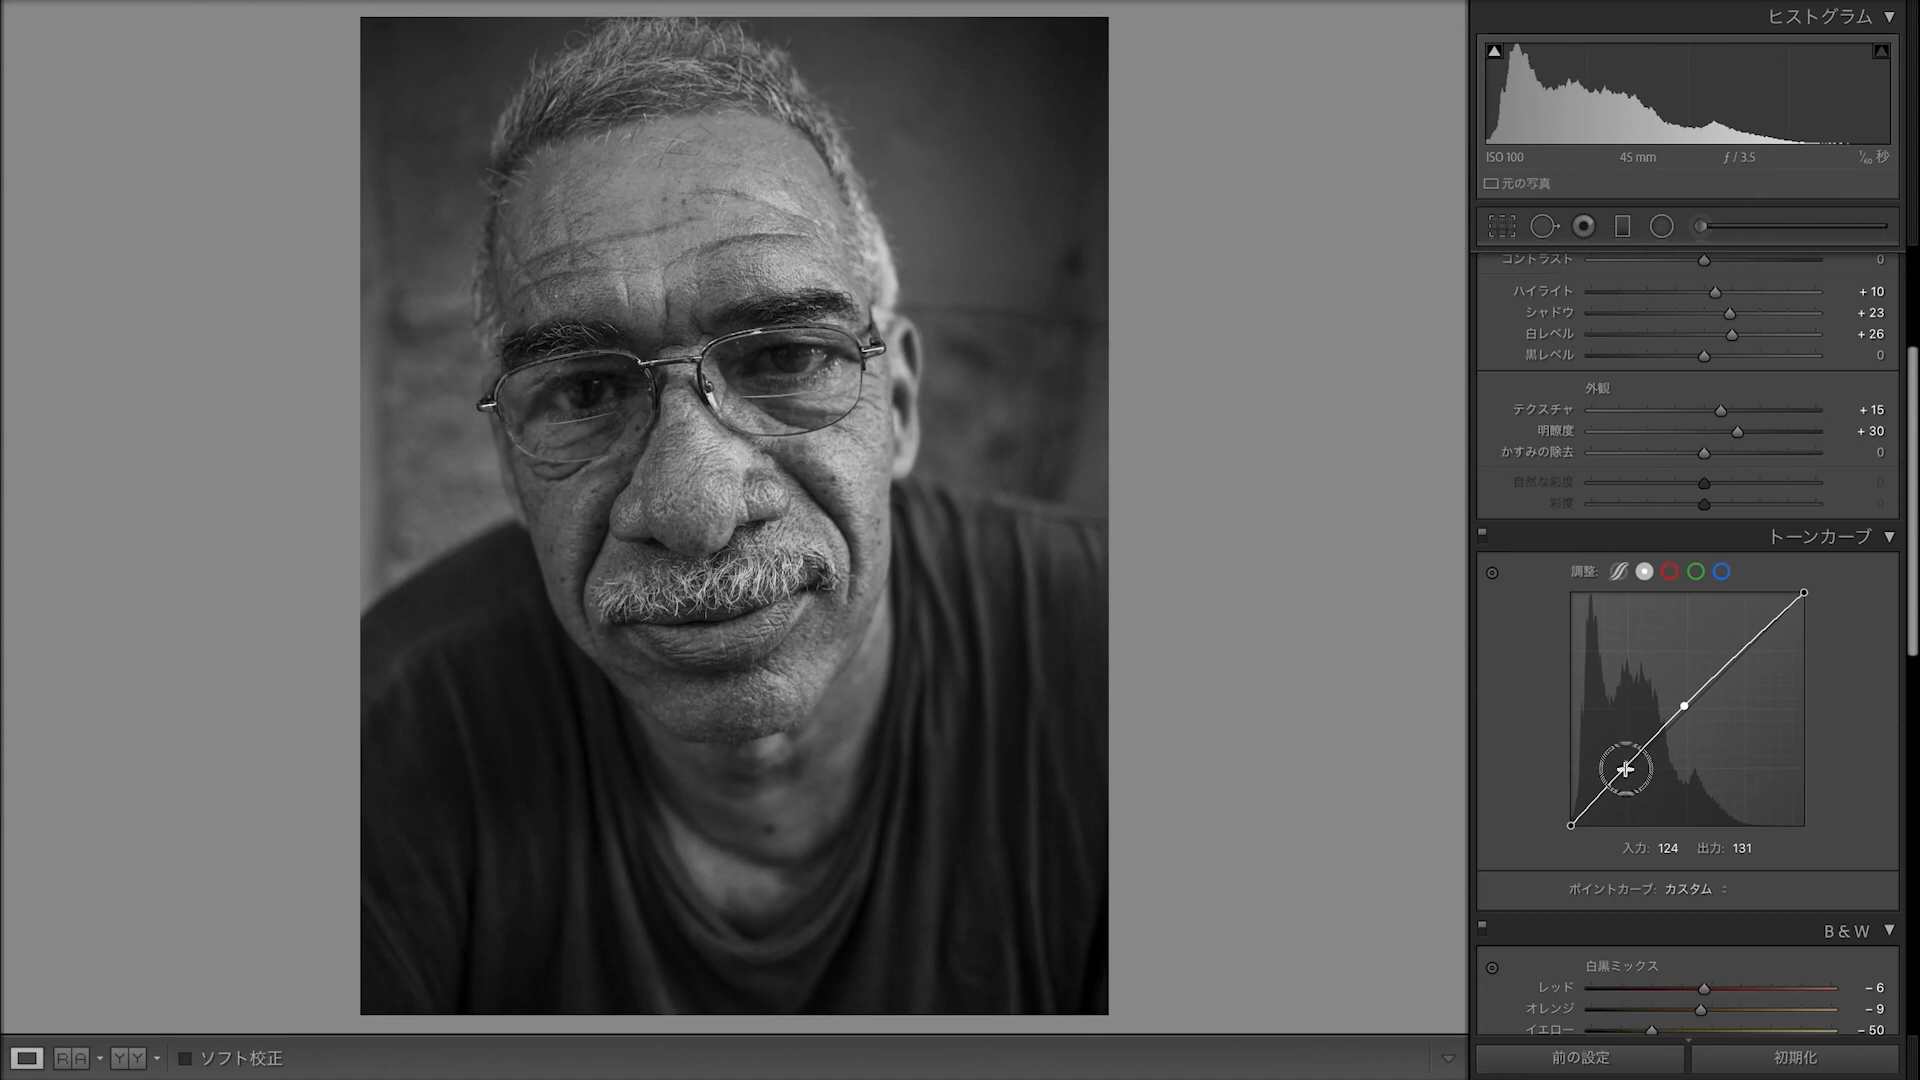 ヒストグラム
ISO 100 45 mm ƒ / 3.5 1/60 秒
元の写真
コントラスト 0
ハイライト + 10
シャドウ + 23
白レベル + 26
黒レベル 0
外観
テクスチャ + 15
明瞭度 + 30
かすみの除去 0
自然な彩度 0
彩度 0
トーンカーブ
調整:
入力: 124 出力: 131
ポイントカーブ: カスタム
B & W
白黒ミックス
レッド − 6
オレンジ − 9
イエロー − 50
RA YY ソフト校正
前の設定 初期化